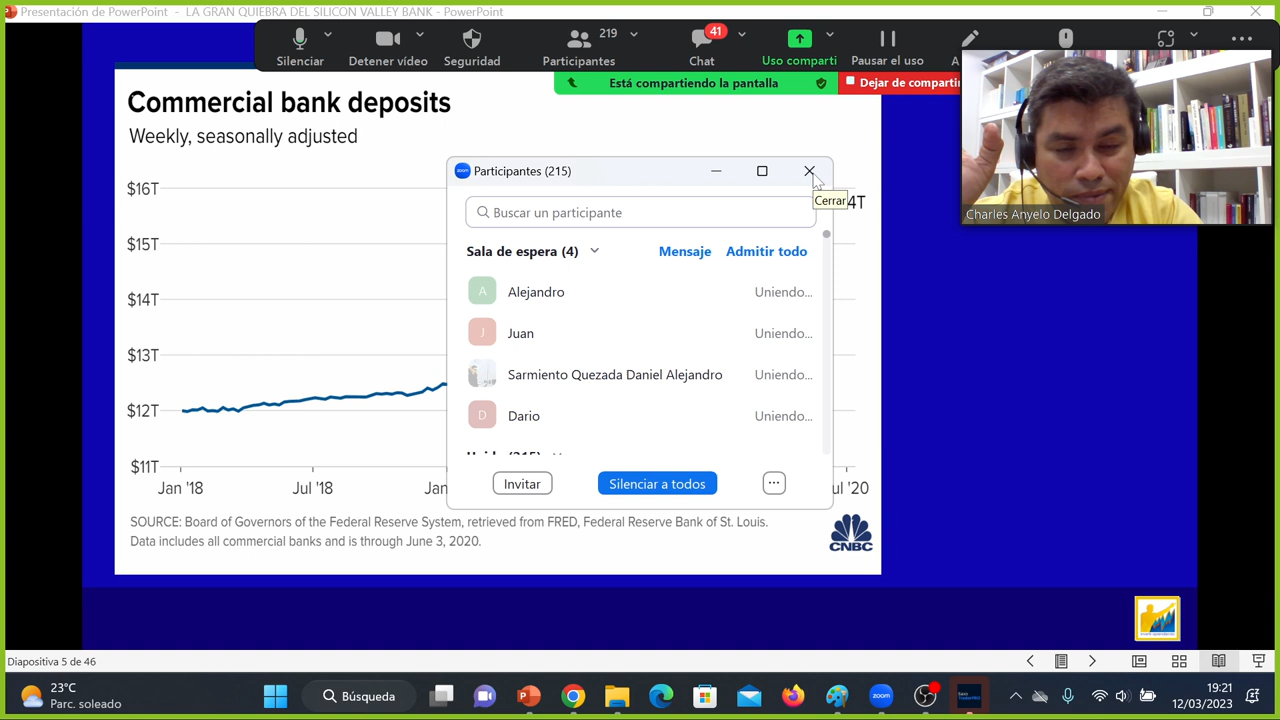 Presentación de PowerPoint - LA GRAN QUIEBRA DEL SILICON VALLEY BANK - PowerPoint
219
41
Silenciar
Detener vídeo
Seguridad
Participantes
Chat
Uso comparti
Pausar el uso
A
Está compartiendo la pantalla
Dejar de comparti
Commercial bank deposits
Weekly, seasonally adjusted
$16T
$15T
$14T
$13T
$12T
$11T
4T
Jan '18
Jul '18
Jan
ul '20
SOURCE: Board of Governors of the Federal Reserve System, retrieved from FRED, Federal Reserve Bank of St. Louis.
Data includes all commercial banks and is through June 3, 2020.
CNBC
zoom
Participantes (215)
Cerrar
Buscar un participante
Sala de espera (4)
Mensaje
Admitir todo
A
Alejandro
Uniendo...
J
Juan
Uniendo...
Sarmiento Quezada Daniel Alejandro
Uniendo...
D
Dario
Uniendo...
Invitar
Silenciar a todos
...
Charles Anyelo Delgado
Diapositiva 5 de 46
23°C
Parc. soleado
Búsqueda
zoom
19:21
12/03/2023